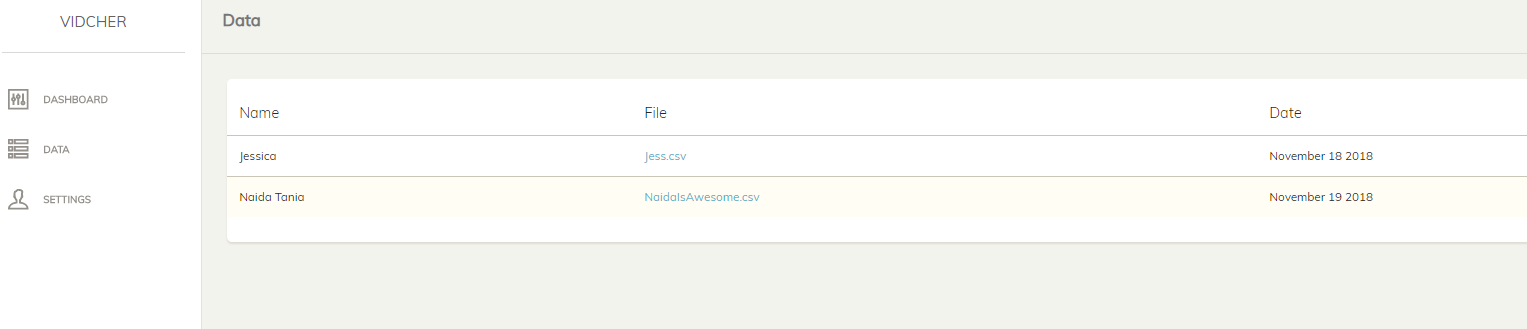 VIDCHER
Data
DASHBOARD
DATA
SETTINGS
Name File Date
Jessica Jess.csv November 18 2018
Naida Tania NaidaIsAwesome.csv November 19 2018